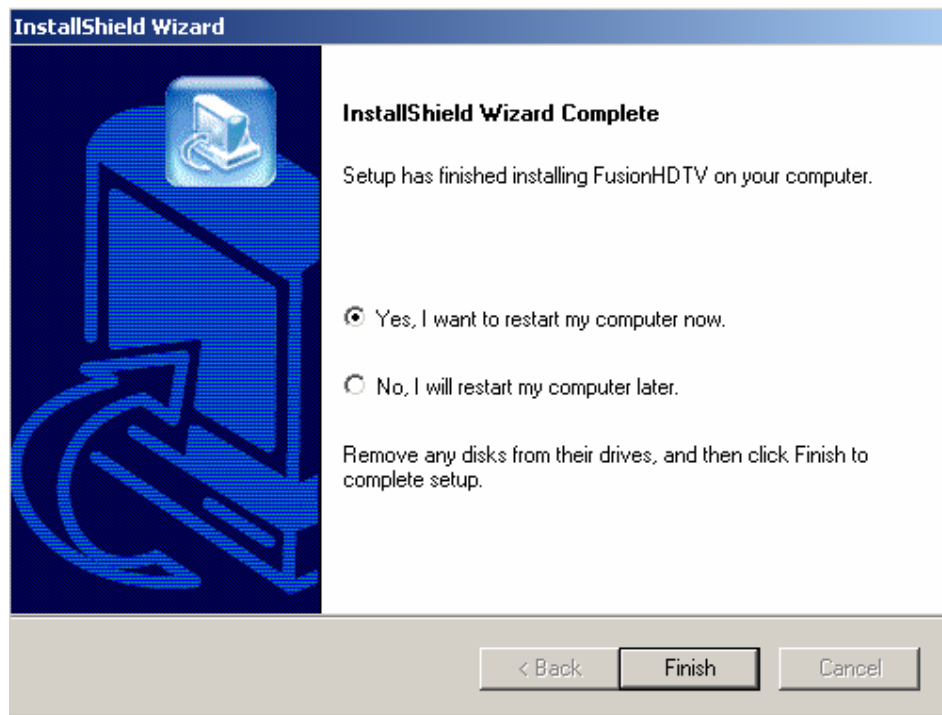 InstallShield Wizard
InstallShield Wizard Complete
Setup has finished installing FusionHDTV on your computer.
Yes, I want to restart my computer now.
No, I will restart my computer later.
Remove any disks from their drives, and then click Finish to
complete setup.
< Back Finish Cancel